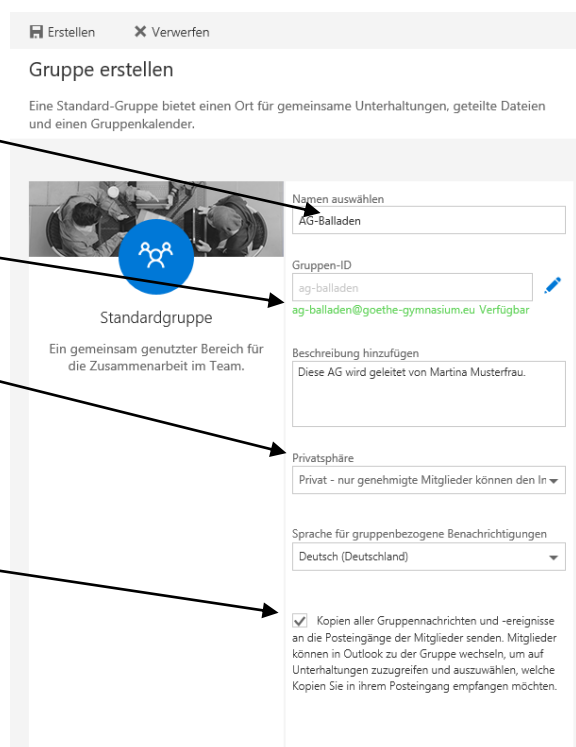 Erstellen Verwerfen
Gruppe erstellen
Eine Standard-Gruppe bietet einen Ort für gemeinsame Unterhaltungen, geteilte Dateien
und einen Gruppenkalender.
Standardgruppe
Ein gemeinsam genutzter Bereich für
die Zusammenarbeit im Team.
Namen auswählen
AG-Balladen
Gruppen-ID
ag-balladen
ag-balladen@goethe-gymnasium.eu Verfügbar
Beschreibung hinzufügen
Diese AG wird geleitet von Martina Musterfrau.
Privatsphäre
Privat - nur genehmigte Mitglieder können den In
Sprache für gruppenbezogene Benachrichtigungen
Deutsch (Deutschland)
Kopien aller Gruppennachrichten und -ereignisse
an die Posteingänge der Mitglieder senden. Mitglieder
können in Outlook zu der Gruppe wechseln, um auf
Unterhaltungen zuzugreifen und auszuwählen, welche
Kopien Sie in ihrem Posteingang empfangen möchten.